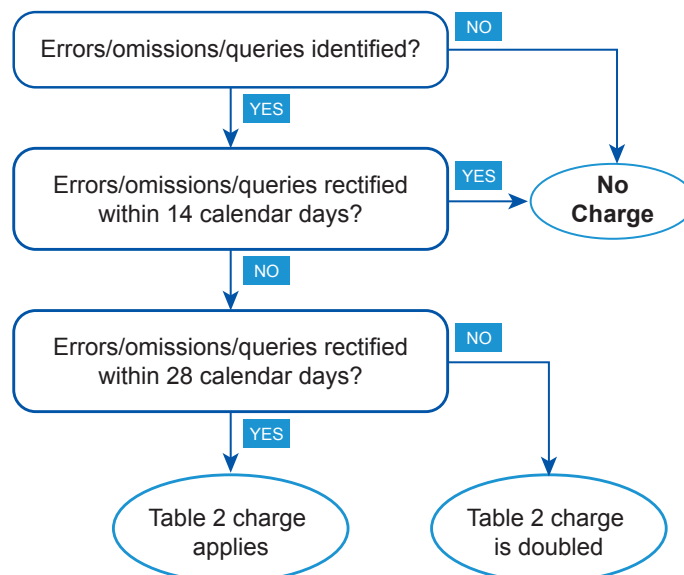 Errors/omissions/queries identified?
NO
YES
Errors/omissions/queries rectified
within 14 calendar days?
YES
No
Charge
NO
Errors/omissions/queries rectified
within 28 calendar days?
NO
YES
Table 2 charge
applies
Table 2 charge
is doubled